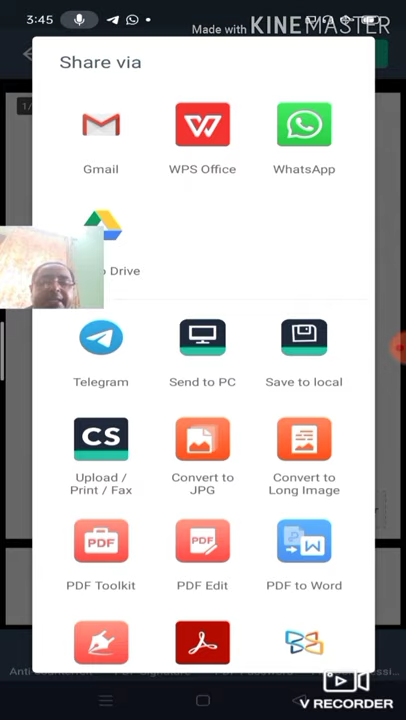 3:45
Made with KINEMASTER
Share via
1/
Gmail
WPS Office
WhatsApp
Drive
Telegram
Send to PC
Save to local
CS
Upload / Print / Fax
Convert to JPG
Convert to Long Image
PDF
PDF
W
PDF Toolkit
PDF Edit
PDF to Word
V RECORDER